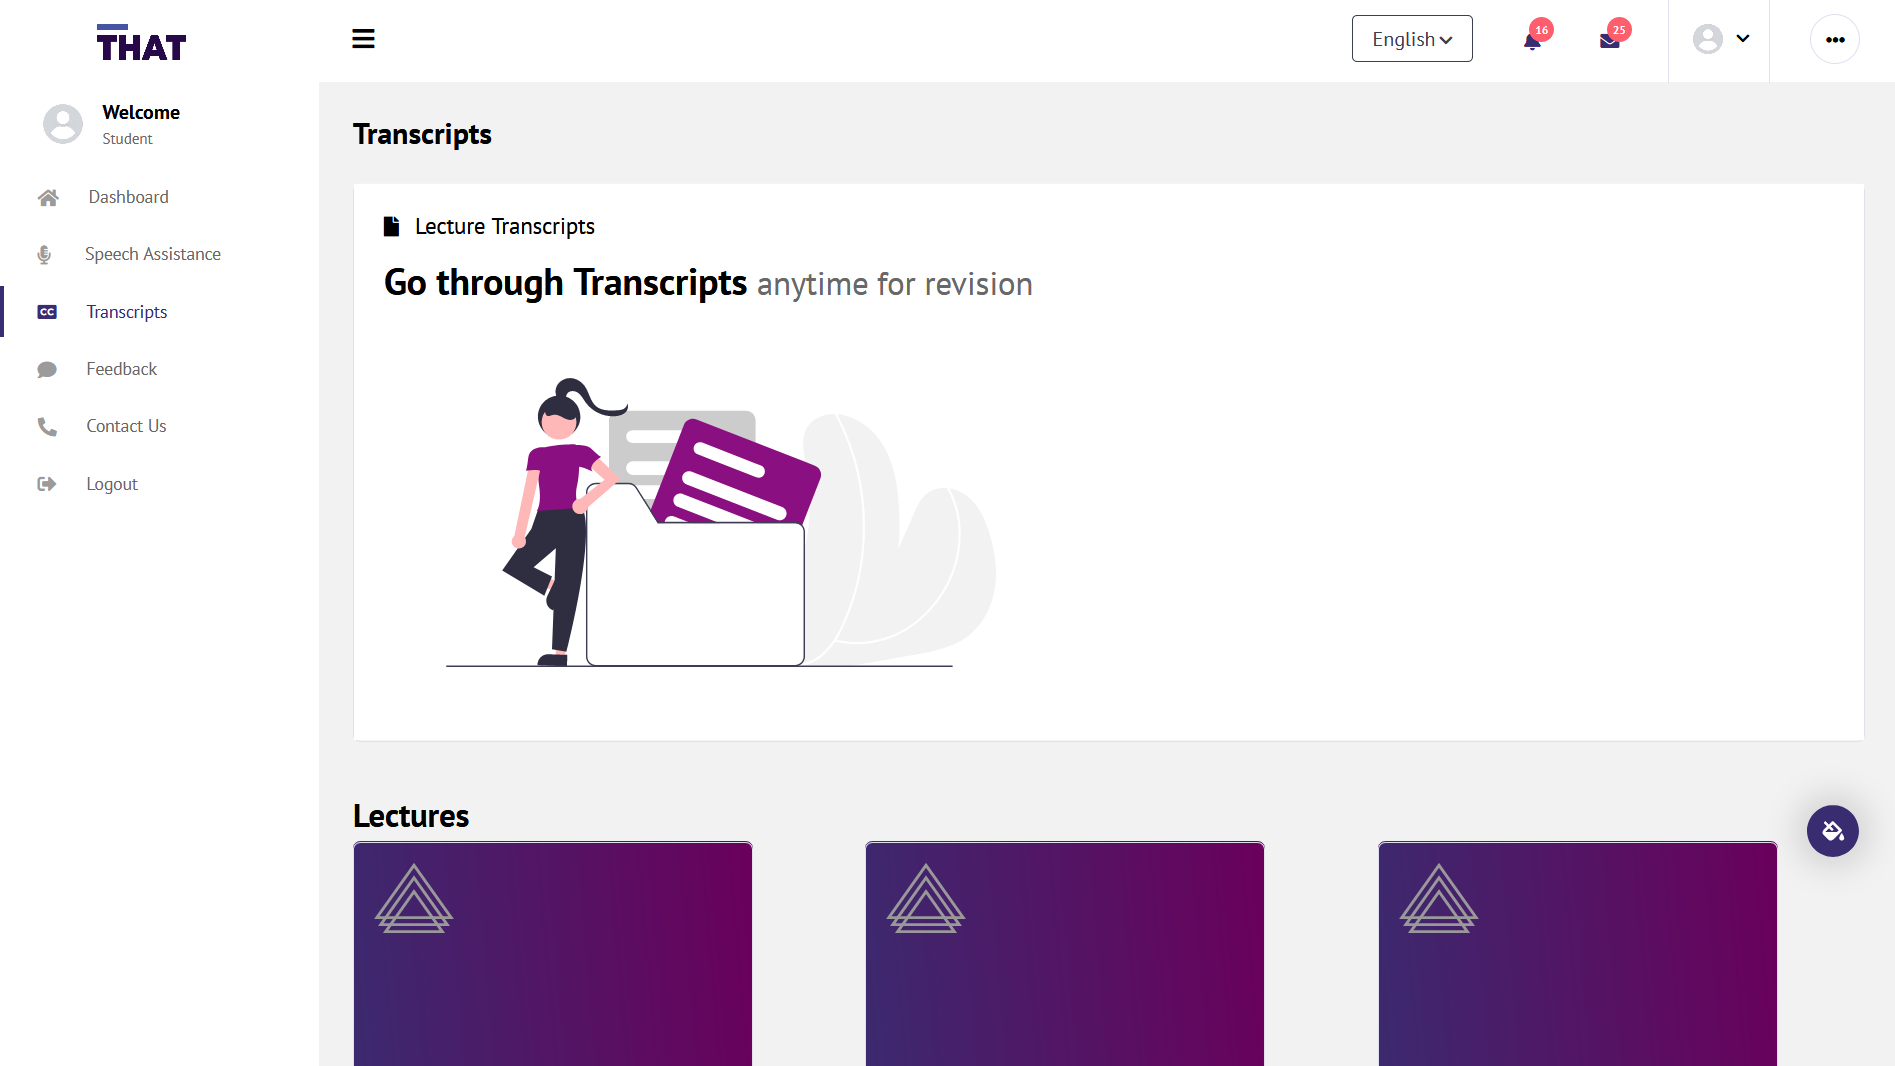 THAT
English
16
25
Welcome
Student
Dashboard
Speech Assistance
CC Transcripts
Feedback
Contact Us
Logout
Transcripts
Lecture Transcripts
Go through Transcripts anytime for revision
Lectures